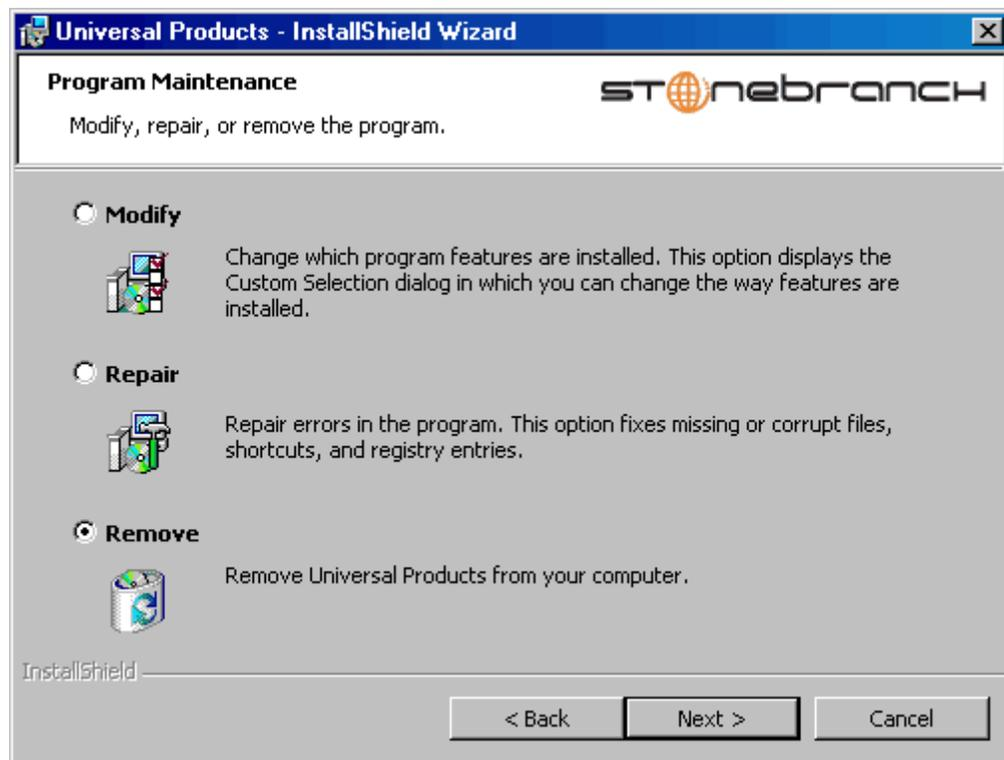 Universal Products - InstallShield Wizard
Program Maintenance
stonebranch
Modify, repair, or remove the program.
Modify
Change which program features are installed. This option displays the
Custom Selection dialog in which you can change the way features are
installed.
Repair
Repair errors in the program. This option fixes missing or corrupt files,
shortcuts, and registry entries.
Remove
Remove Universal Products from your computer.
InstallShield
< Back
Next >
Cancel